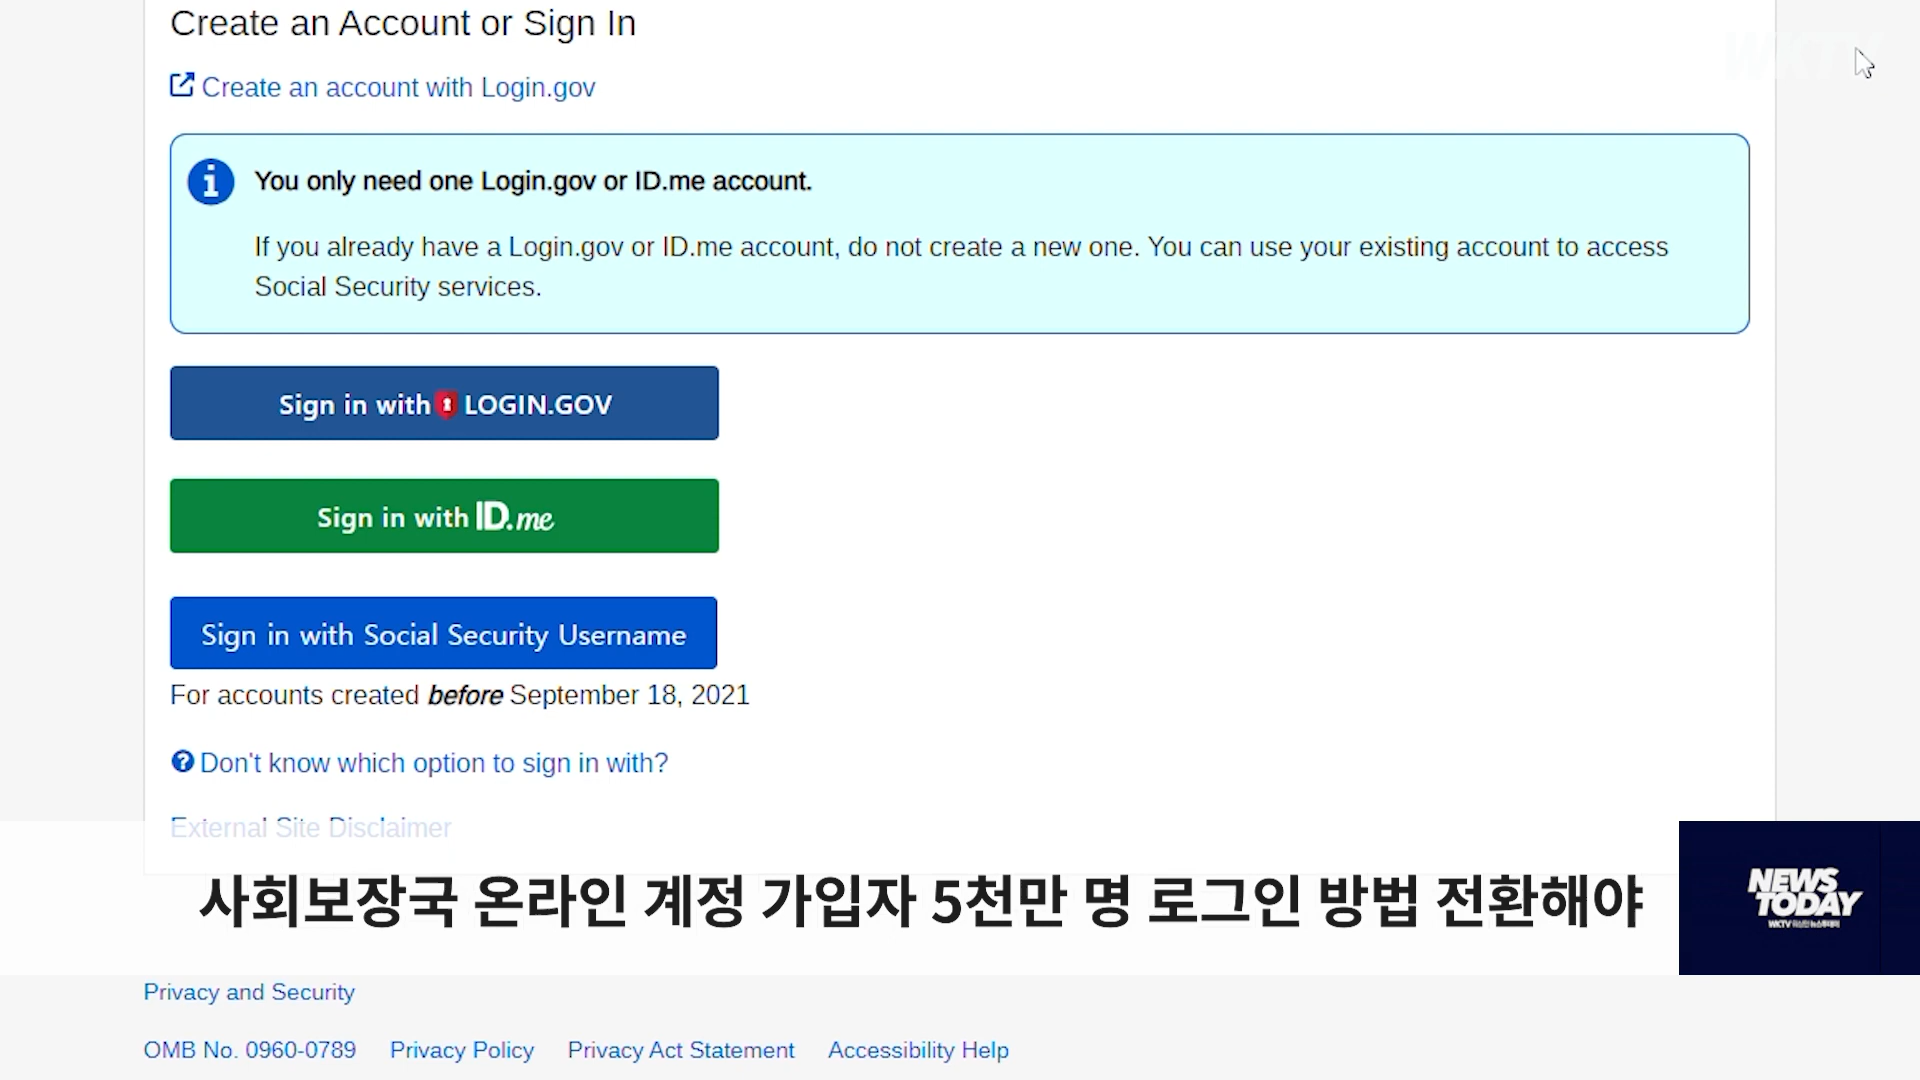 Create an Account or Sign In
WKTV
Create an account with Login.gov
You only need one Login.gov or ID.me account.
If you already have a Login.gov or ID.me account, do not create a new one. You can use your existing account to access
Social Security services.
Sign in with LOGIN.GOV
Sign in with ID.me
Sign in with Social Security Username
For accounts created before September 18, 2021
Don't know which option to sign in with?
External Site Disclaimer
사회보장국 온라인 계정 가입자 5천만 명 로그인 방법 전환해야
NEWS
TODAY
WKTV
Privacy and Security
OMB No. 0960-0789 Privacy Policy Privacy Act Statement Accessibility Help